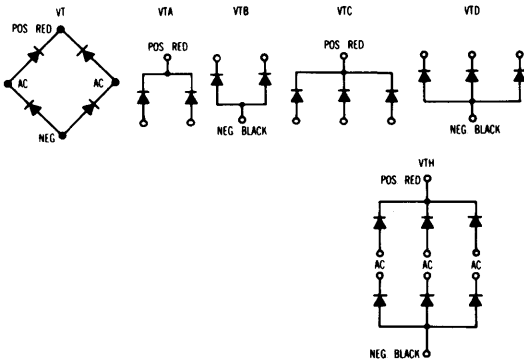 VT VTA VTB VTC VTD
POS RED
POS RED
POS RED
AC AC
NEG
NEG BLACK
NEG BLACK
VTH
POS RED
AC AC AC
NEG BLACK